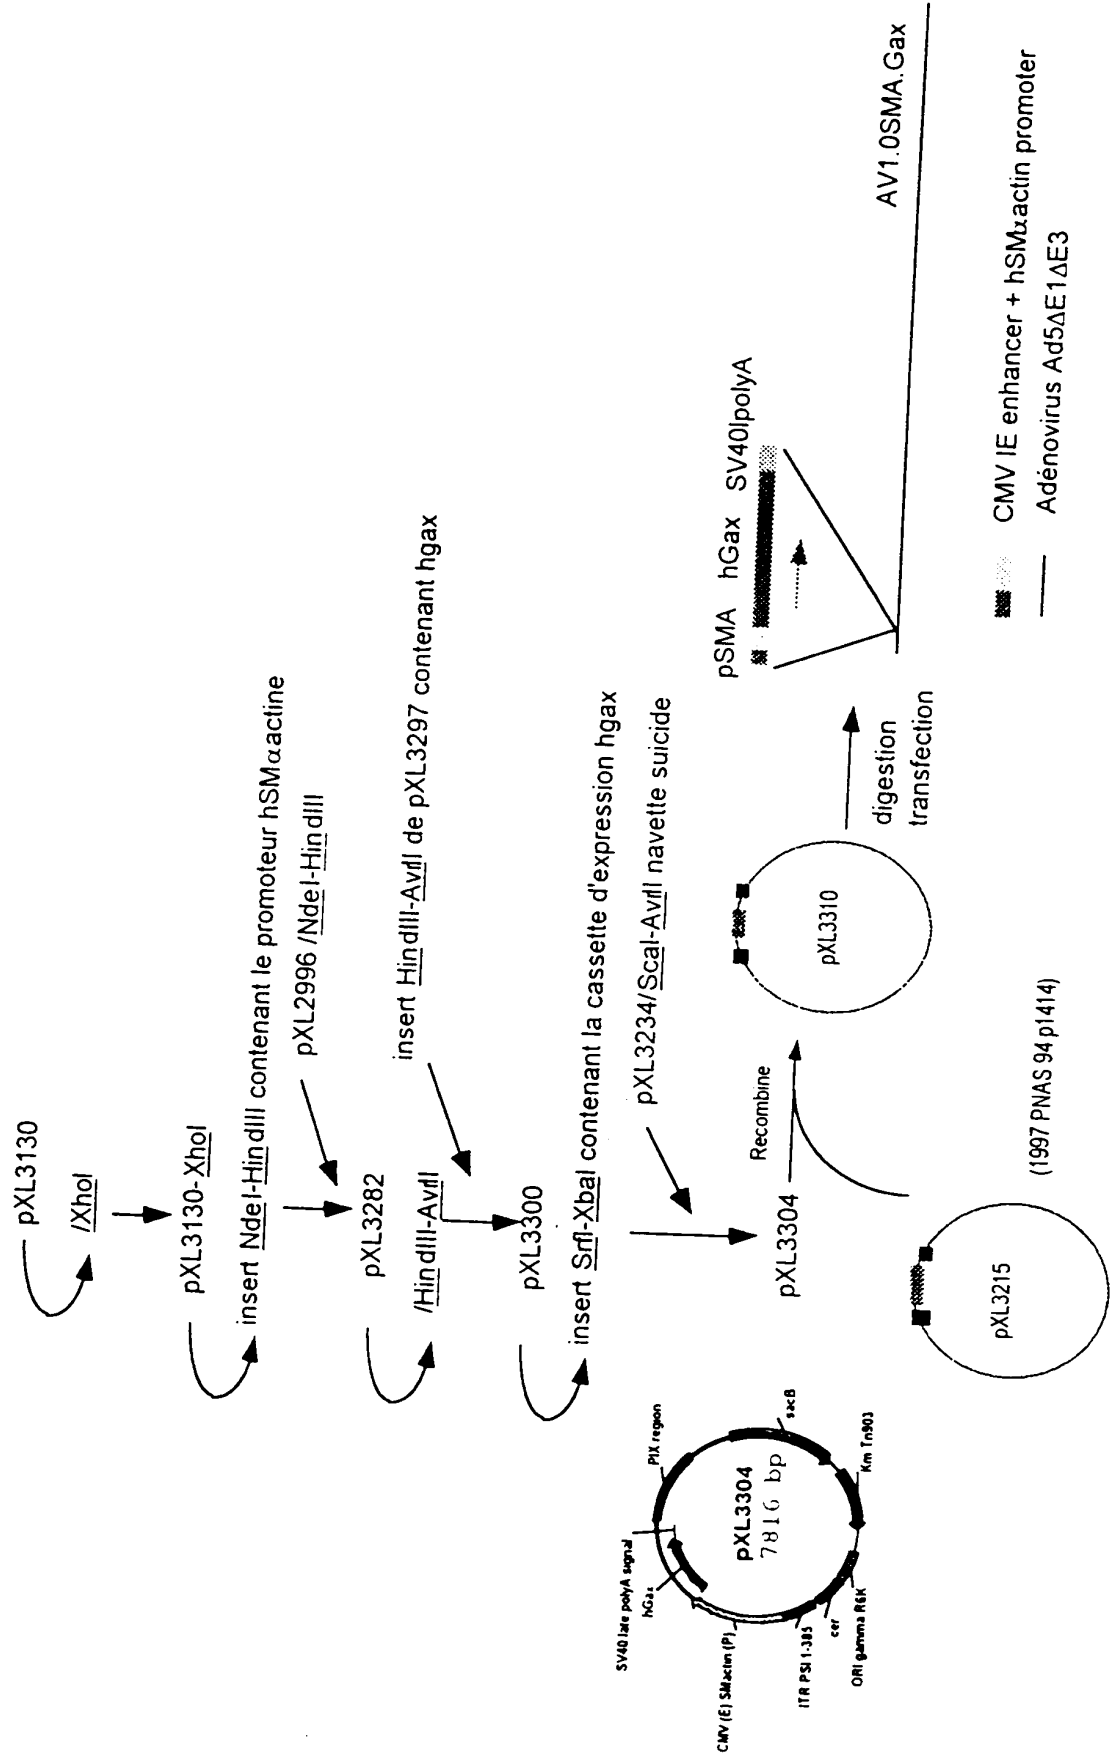 pXL3130
/XhoI
pXL3130-XhoI
insert NdeI-HindIII contenant le promoteur hSMαactine
pXL2996 /NdeI-HindIII
pXL3282
/HindIII-AvrII
insert HindIII-AvrII de pXL3297 contenant hgax
pXL3300
insert SrfI-XbaI contenant la cassette d'expression hgax
pXL3234/ScaI-AvrII navette suicide
pXL3304
Recombine
pXL3215
(1997 PNAS 94 p1414)
pXL3310
digestion
transfection
pSMA hGax SV40lpolyA
AV1.0SMA.Gax
CMV IE enhancer + hSMαactin promoter
Adénovirus Ad5ΔE1ΔE3
SV40 late polyA signal
hGax
PIX region
sacB
pXL3304
7816 bp
Km Tn903
CMV (E) SMactin (P)
ITR PSI 1-385
cer
ORI gamma R6K